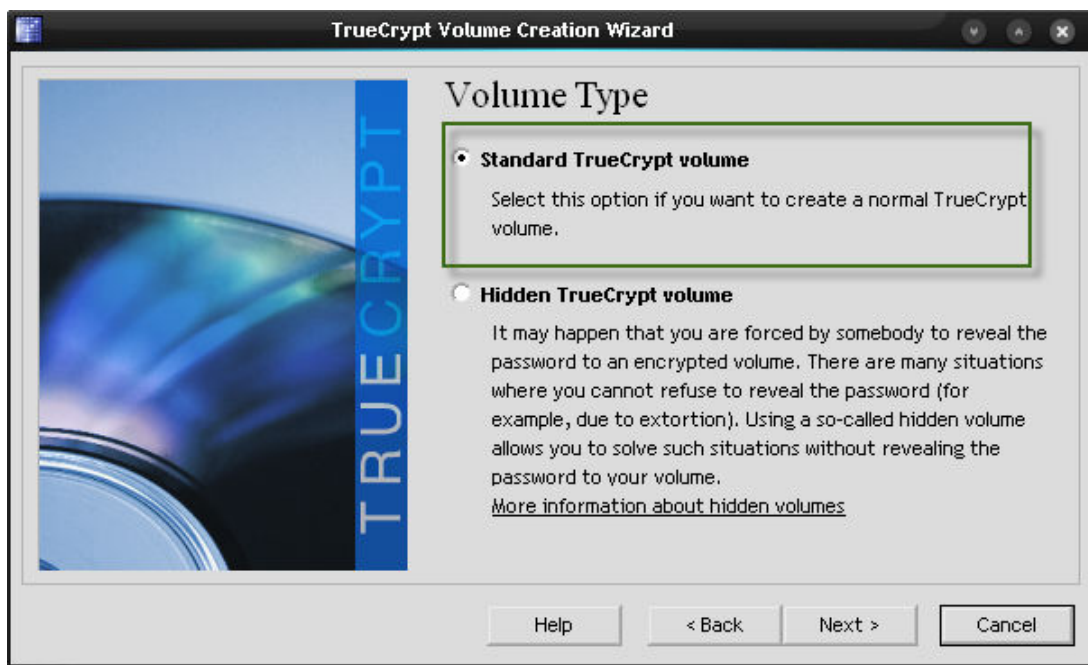 TrueCrypt Volume Creation Wizard
TRUECRYPT
Volume Type
Standard TrueCrypt volume
Select this option if you want to create a normal TrueCrypt
volume.
Hidden TrueCrypt volume
It may happen that you are forced by somebody to reveal the
password to an encrypted volume. There are many situations
where you cannot refuse to reveal the password (for
example, due to extortion). Using a so-called hidden volume
allows you to solve such situations without revealing the
password to your volume.
More information about hidden volumes
Help
< Back
Next >
Cancel